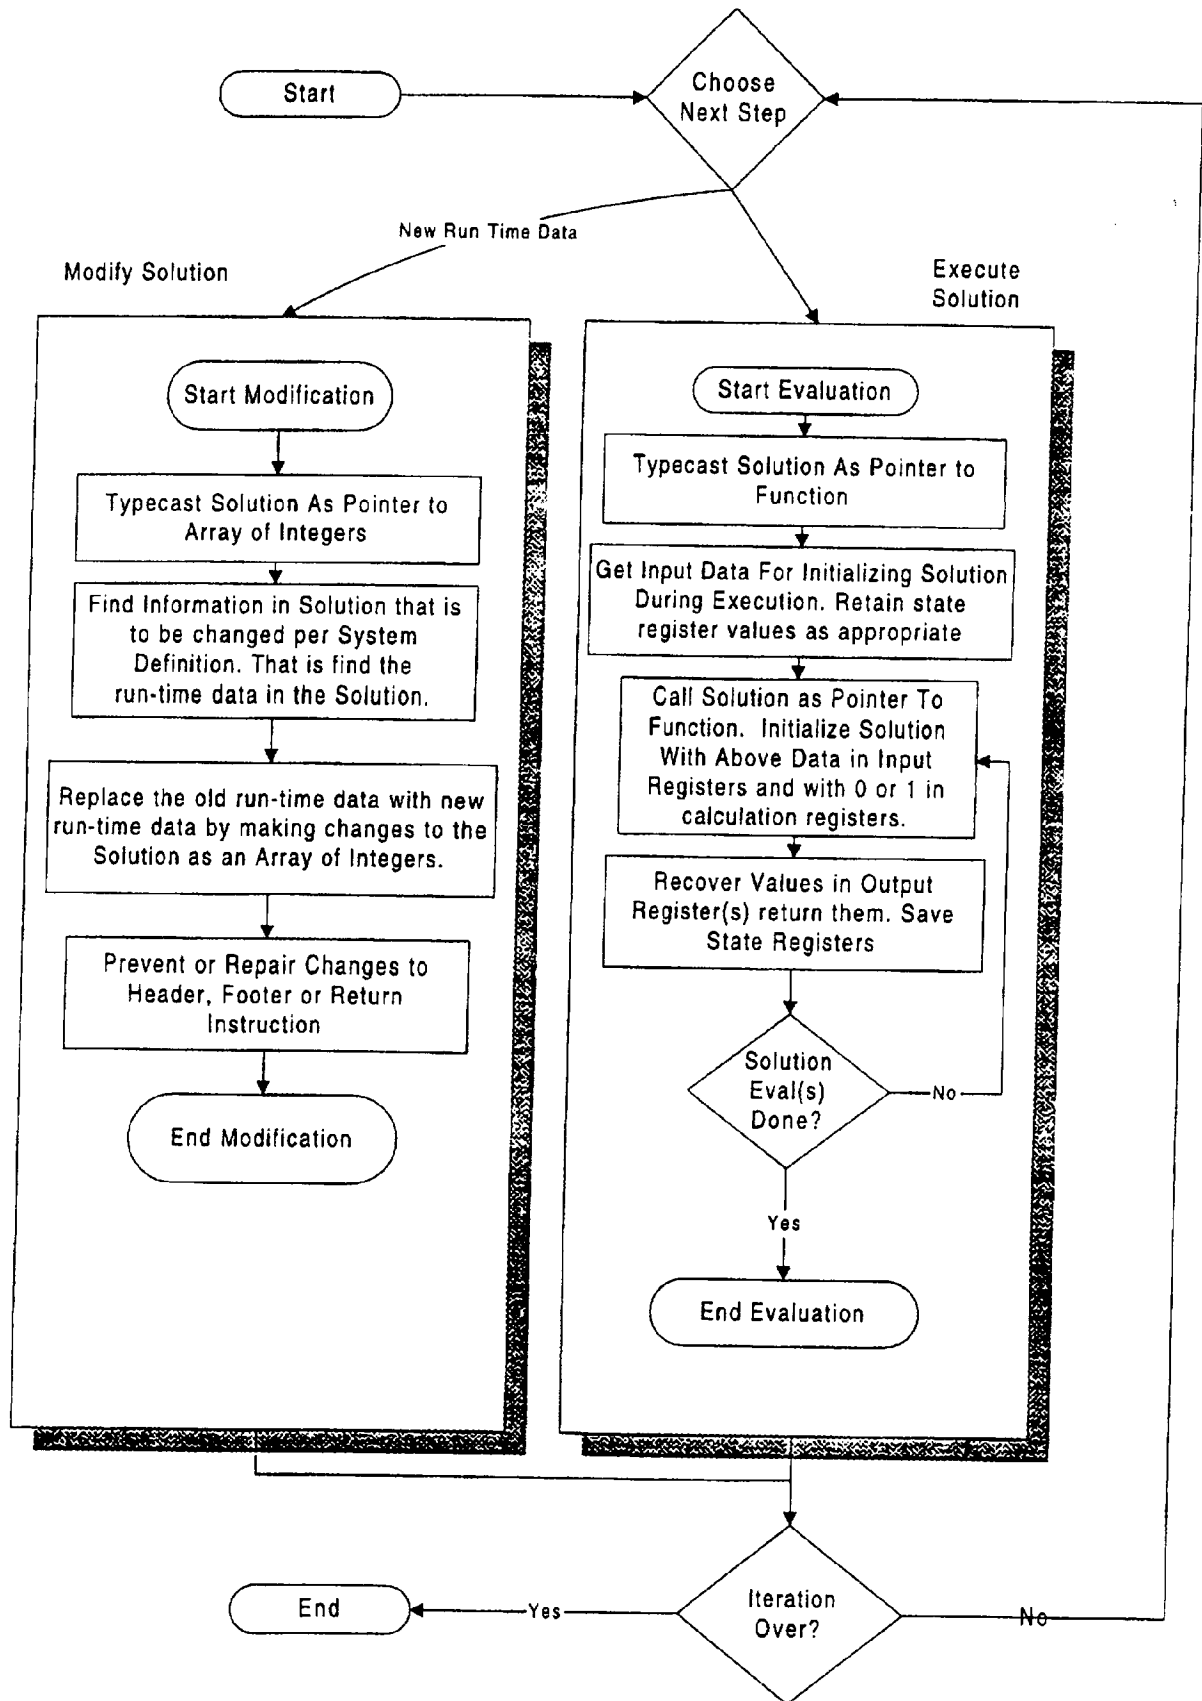 Start
Choose
Next Step
New Run Time Data
Modify Solution
Execute
Solution
Start Modification
Typecast Solution As Pointer to
Array of Integers
Find Information in Solution that is
to be changed per System
Definition. That is find the
run-time data in the Solution.
Replace the old run-time data with new
run-time data by making changes to the
Solution as an Array of Integers.
Prevent or Repair Changes to
Header, Footer or Return
Instruction
End Modification
Start Evaluation
Typecast Solution As Pointer to
Function
Get Input Data For Initializing Solution
During Execution. Retain state
register values as appropriate
Call Solution as Pointer To
Function. Initialize Solution
With Above Data in Input
Registers and with 0 or 1 in
calculation registers.
Recover Values in Output
Register(s) return them. Save
State Registers
Solution
Eval(s)
Done?
No
Yes
End Evaluation
Iteration
Over?
Yes
End
No